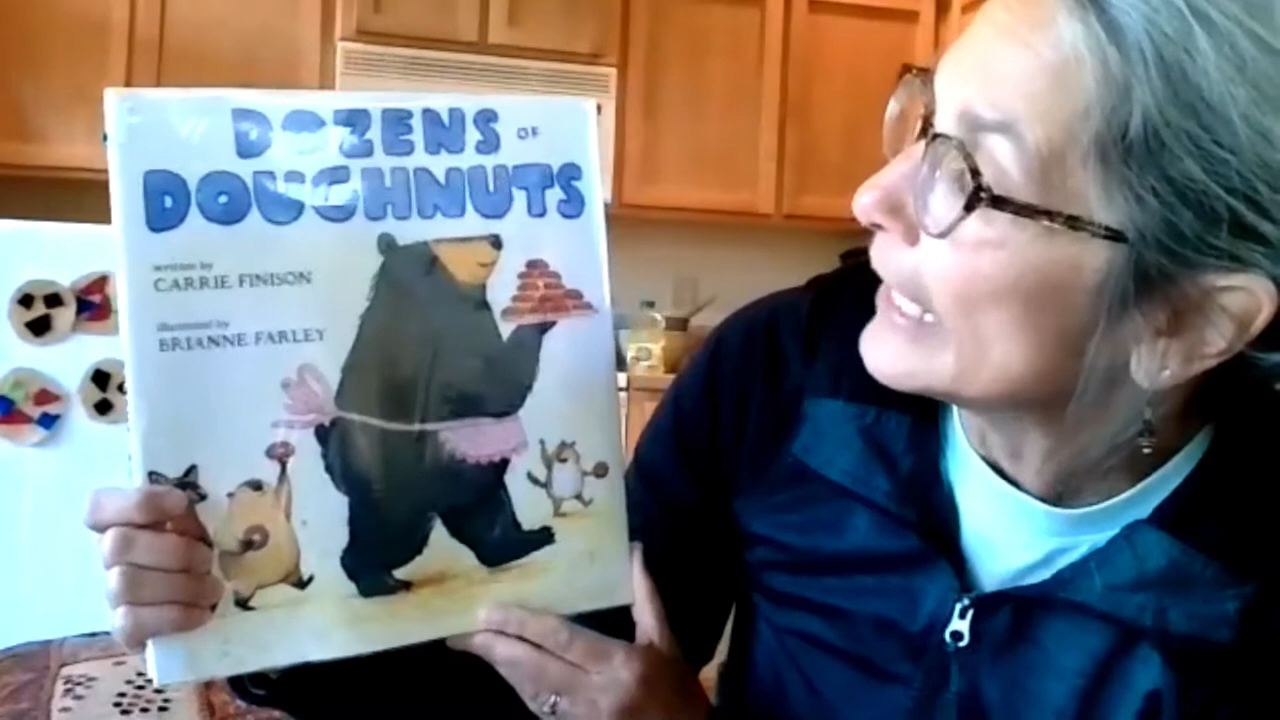 DOZENS OF
DOUGHNUTS
written by
CARRIE FINISON
illustrated by
BRIANNE FARLEY